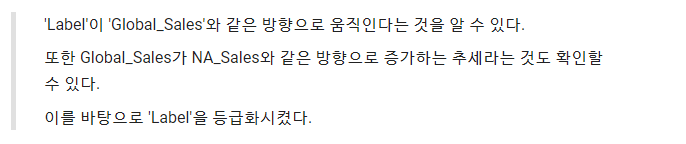 'Label'이 'Global_Sales'와 같은 방향으로 움직인다는 것을 알 수 있다.
또한 Global_Sales가 NA_Sales와 같은 방향으로 증가하는 추세라는 것도 확인할
수 있다.
이를 바탕으로 'Label'을 등급화시켰다.